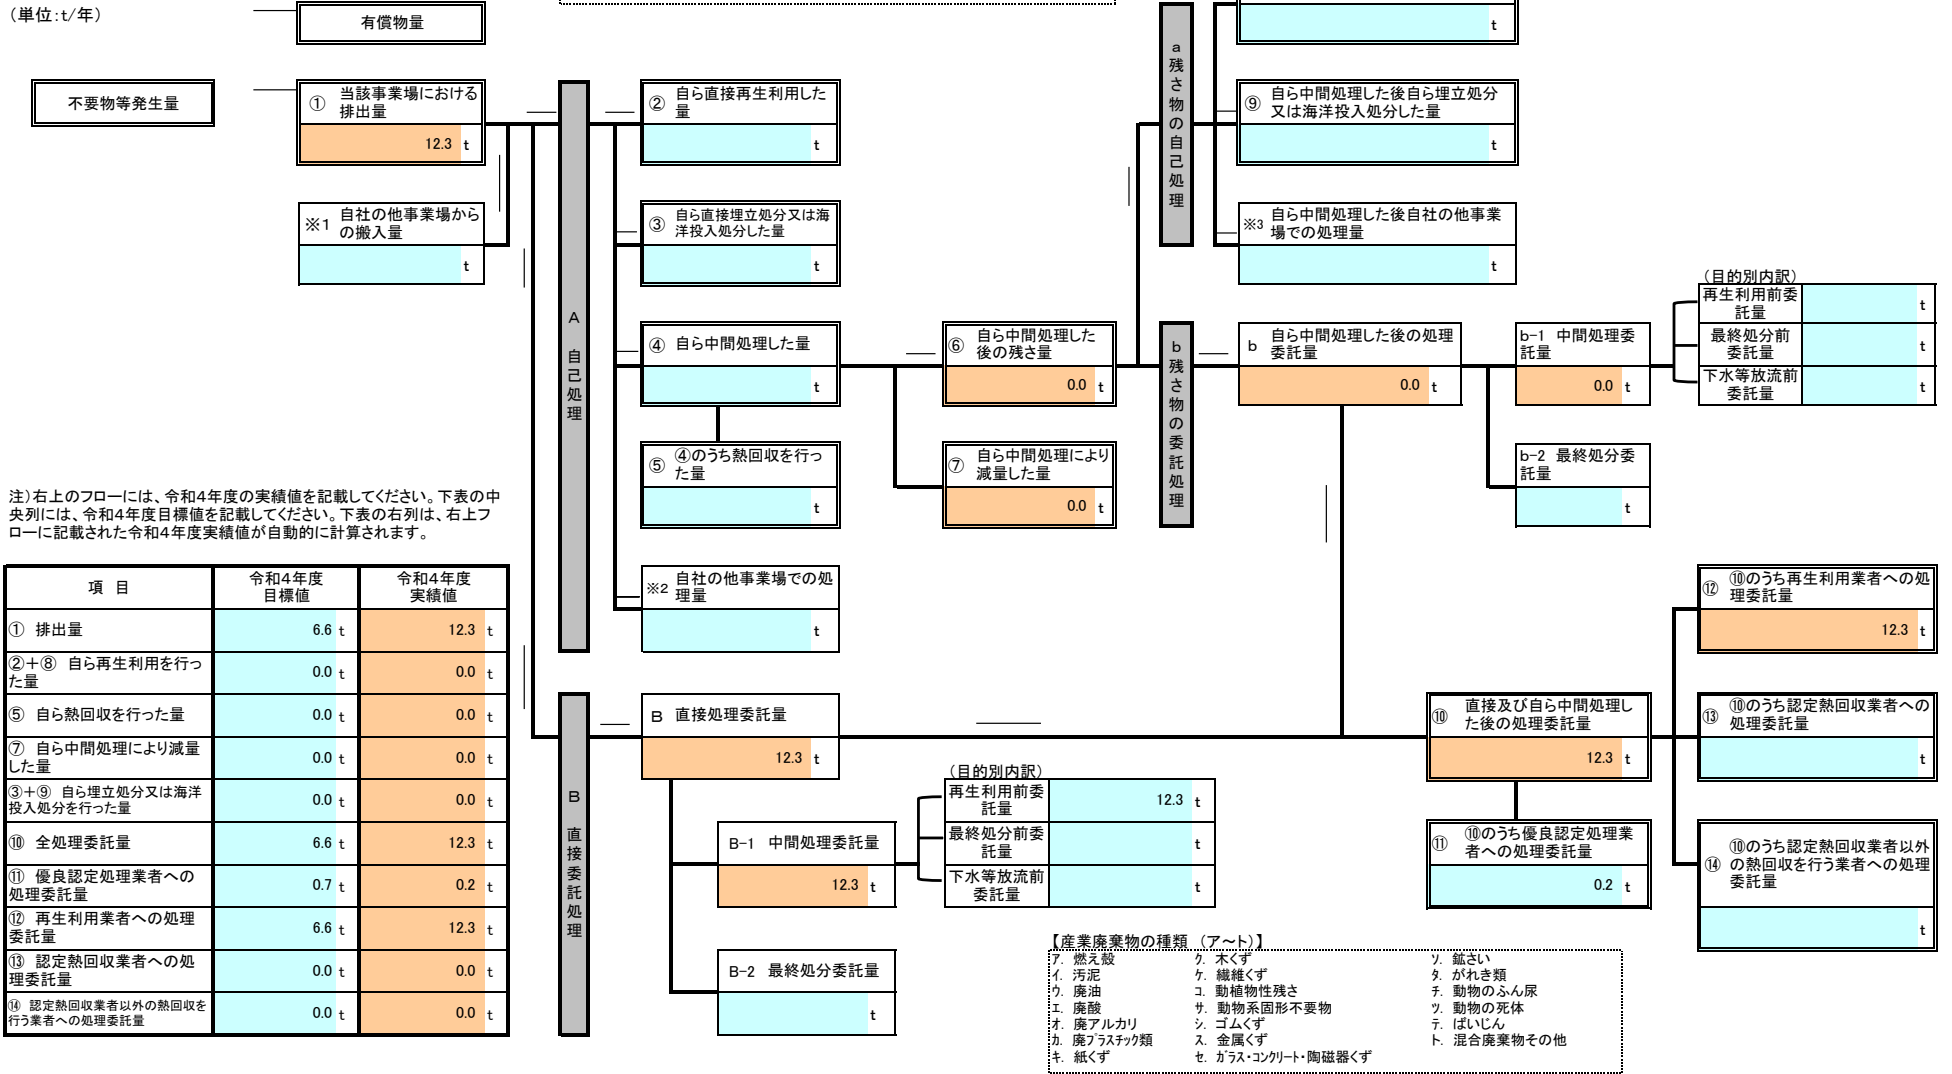 (単位:t/年)
有償物量
t
不要物等発生量
①
当該事業場における
排出量
12.3 t
※1
自社の他事業場から
の搬入量
t
A
自己処理
②
自ら直接再生利用した
量
t
③
自ら直接埋立処分又は海
洋投入処分した量
t
④
自ら中間処理した量
t
⑤
④のうち熱回収を行っ
た量
t
※2
自社の他事業場での処
理量
t
⑥
自ら中間処理した
後の残さ量
0.0 t
⑦
自ら中間処理により
減量した量
0.0 t
a残さ物の自己処理
⑨
自ら中間処理した後自ら埋立処分
又は海洋投入処分した量
t
※3
自ら中間処理した後自社の他事業
場での処理量
t
b残さ物の委託処理
b
自ら中間処理した後の処理
委託量
0.0 t
b-1 中間処理委
託量
0.0 t
b-2 最終処分委
託量
t
(目的別内訳)
再生利用前委
託量
t
最終処分前
委託量
t
下水等放流前
委託量
t
注)右上のフローには、令和4年度の実績値を記載してください。下表の中
央列には、令和4年度目標値を記載してください。下表の右列は、右上フ
ローに記載された令和4年度実績値が自動的に計算されます。
項 目
令和4年度
目標値
令和4年度
実績値
① 排出量
6.6 t
12.3 t
②+⑧ 自ら再生利用を行っ
た量
0.0 t
0.0 t
⑤ 自ら熱回収を行った量
0.0 t
0.0 t
⑦ 自ら中間処理により減量
した量
0.0 t
0.0 t
③+⑨ 自ら埋立処分又は海洋
投入処分を行った量
0.0 t
0.0 t
⑩ 全処理委託量
6.6 t
12.3 t
⑪ 優良認定処理業者への
処理委託量
0.7 t
0.2 t
⑫ 再生利用業者への処理
委託量
6.6 t
12.3 t
⑬ 認定熱回収業者への処
理委託量
0.0 t
0.0 t
⑭ 認定熱回収業者以外の熱回収を
行う業者への処理委託量
0.0 t
0.0 t
B
直接委託処理
B 直接処理委託量
12.3 t
B-1 中間処理委託量
12.3 t
B-2 最終処分委託量
t
(目的別内訳)
再生利用前委
託量
12.3 t
最終処分前委
託量
t
下水等放流前
委託量
t
⑩
直接及び自ら中間処理し
た後の処理委託量
12.3 t
⑪
⑩のうち優良認定処理業
者への処理委託量
0.2 t
⑫
⑩のうち再生利用業者への処
理委託量
12.3 t
⑬
⑩のうち認定熱回収業者への
処理委託量
t
⑭
⑩のうち認定熱回収業者以外
の熱回収を行う業者への処理
委託量
t
【産業廃棄物の種類 (ア~ト)】
ア. 燃え殻
イ. 汚泥
ウ. 廃油
エ. 廃酸
オ. 廃アルカリ
カ. 廃プラスチック類
キ. 紙くず
ク. 木くず
ケ. 繊維くず
コ. 動植物性残さ
サ. 動物系固形不要物
シ. ゴムくず
ス. 金属くず
セ. ガラス・コンクリート・陶磁器くず
ソ. 鉱さい
タ. がれき類
チ. 動物のふん尿
ツ. 動物の死体
テ. ばいじん
ト. 混合廃棄物その他